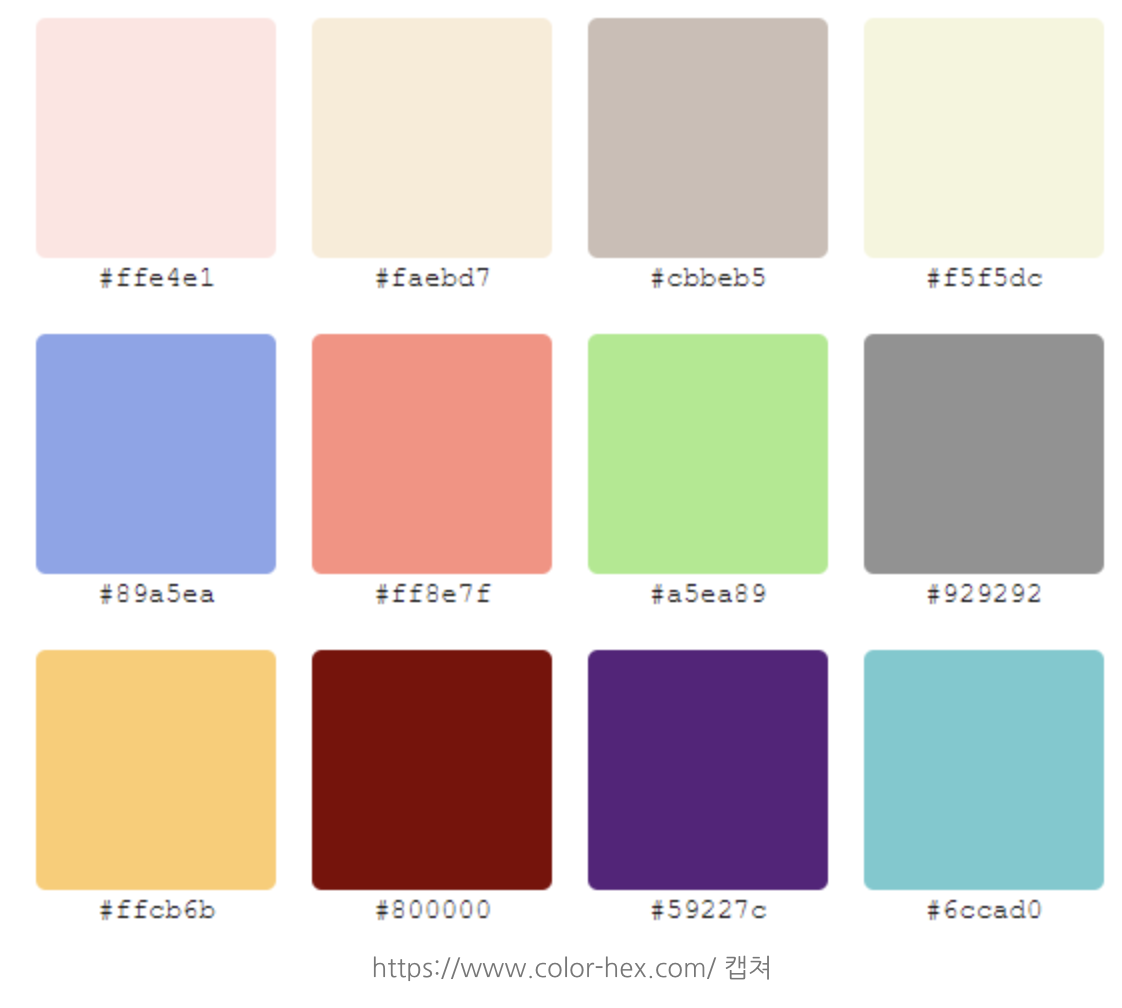 #ffe4e1 #faebd7 #cbbeb5 #f5f5dc
#89a5ea #ff8e7f #a5ea89 #929292
#ffcb6b #800000 #59227c #6ccad0
https://www.color-hex.com/ 캡쳐